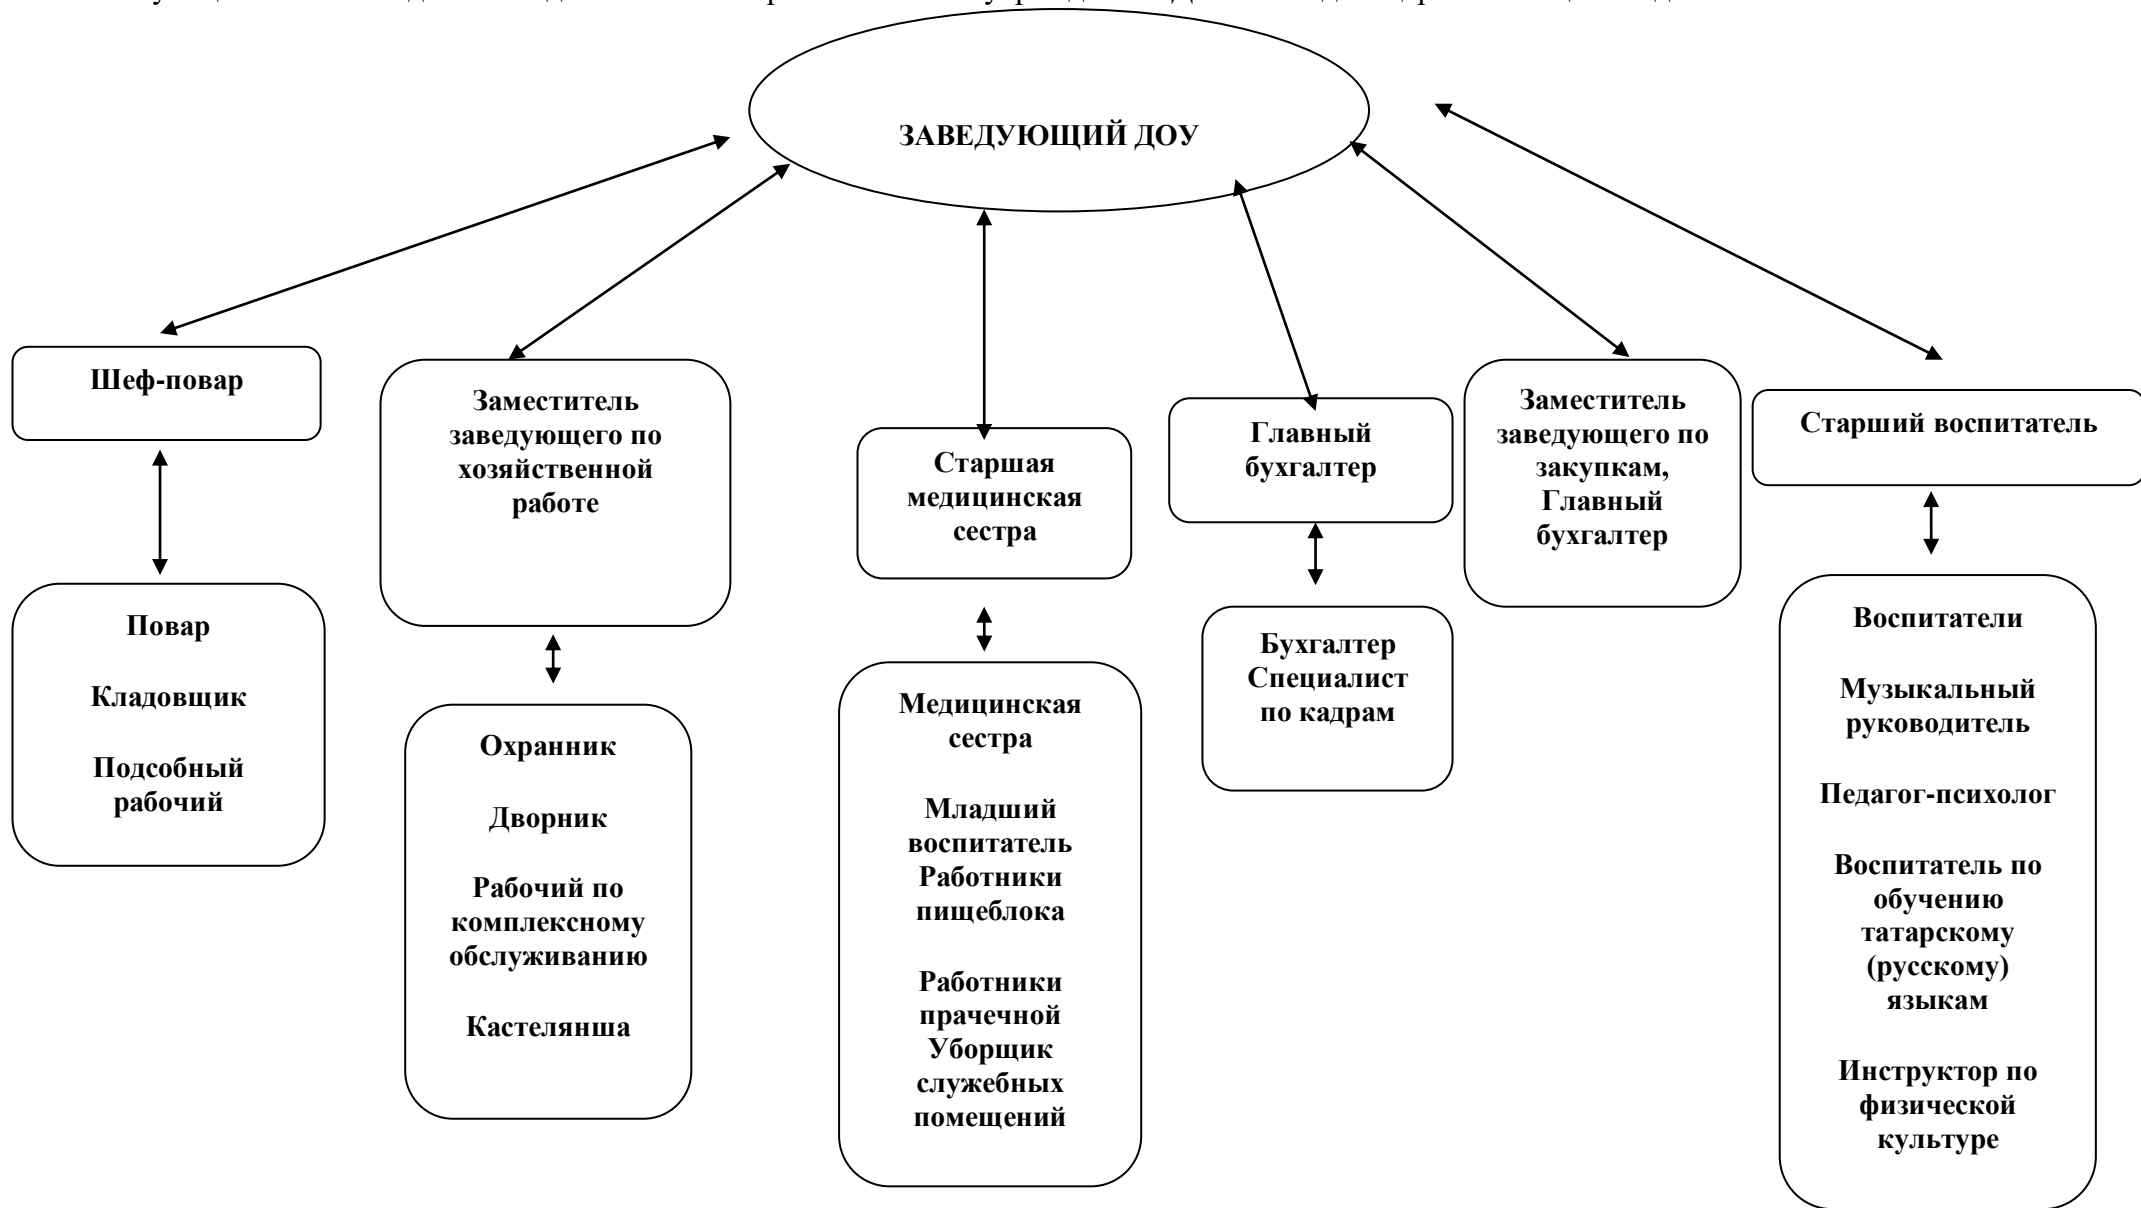 ЗАВЕДУЮЩИЙ ДОУ
Шеф-повар
Заместитель
заведующего по
хозяйственной
работе
Старшая
медицинская
сестра
Главный
бухгалтер
Заместитель
заведующего по
закупкам,
Главный
бухгалтер
Старший воспитатель
Повар
Кладовщик
Подсобный
рабочий
Охранник
Дворник
Рабочий по
комплексному
обслуживанию
Кастелянша
Медицинская
сестра
Младший
воспитатель
Работники
пищеблока
Работники
прачечной
Уборщик
служебных
помещений
Бухгалтер
Специалист
по кадрам
Воспитатели
Музыкальный
руководитель
Педагог-психолог
Воспитатель по
обучению
татарскому
(русскому)
языкам
Инструктор по
физической
культуре